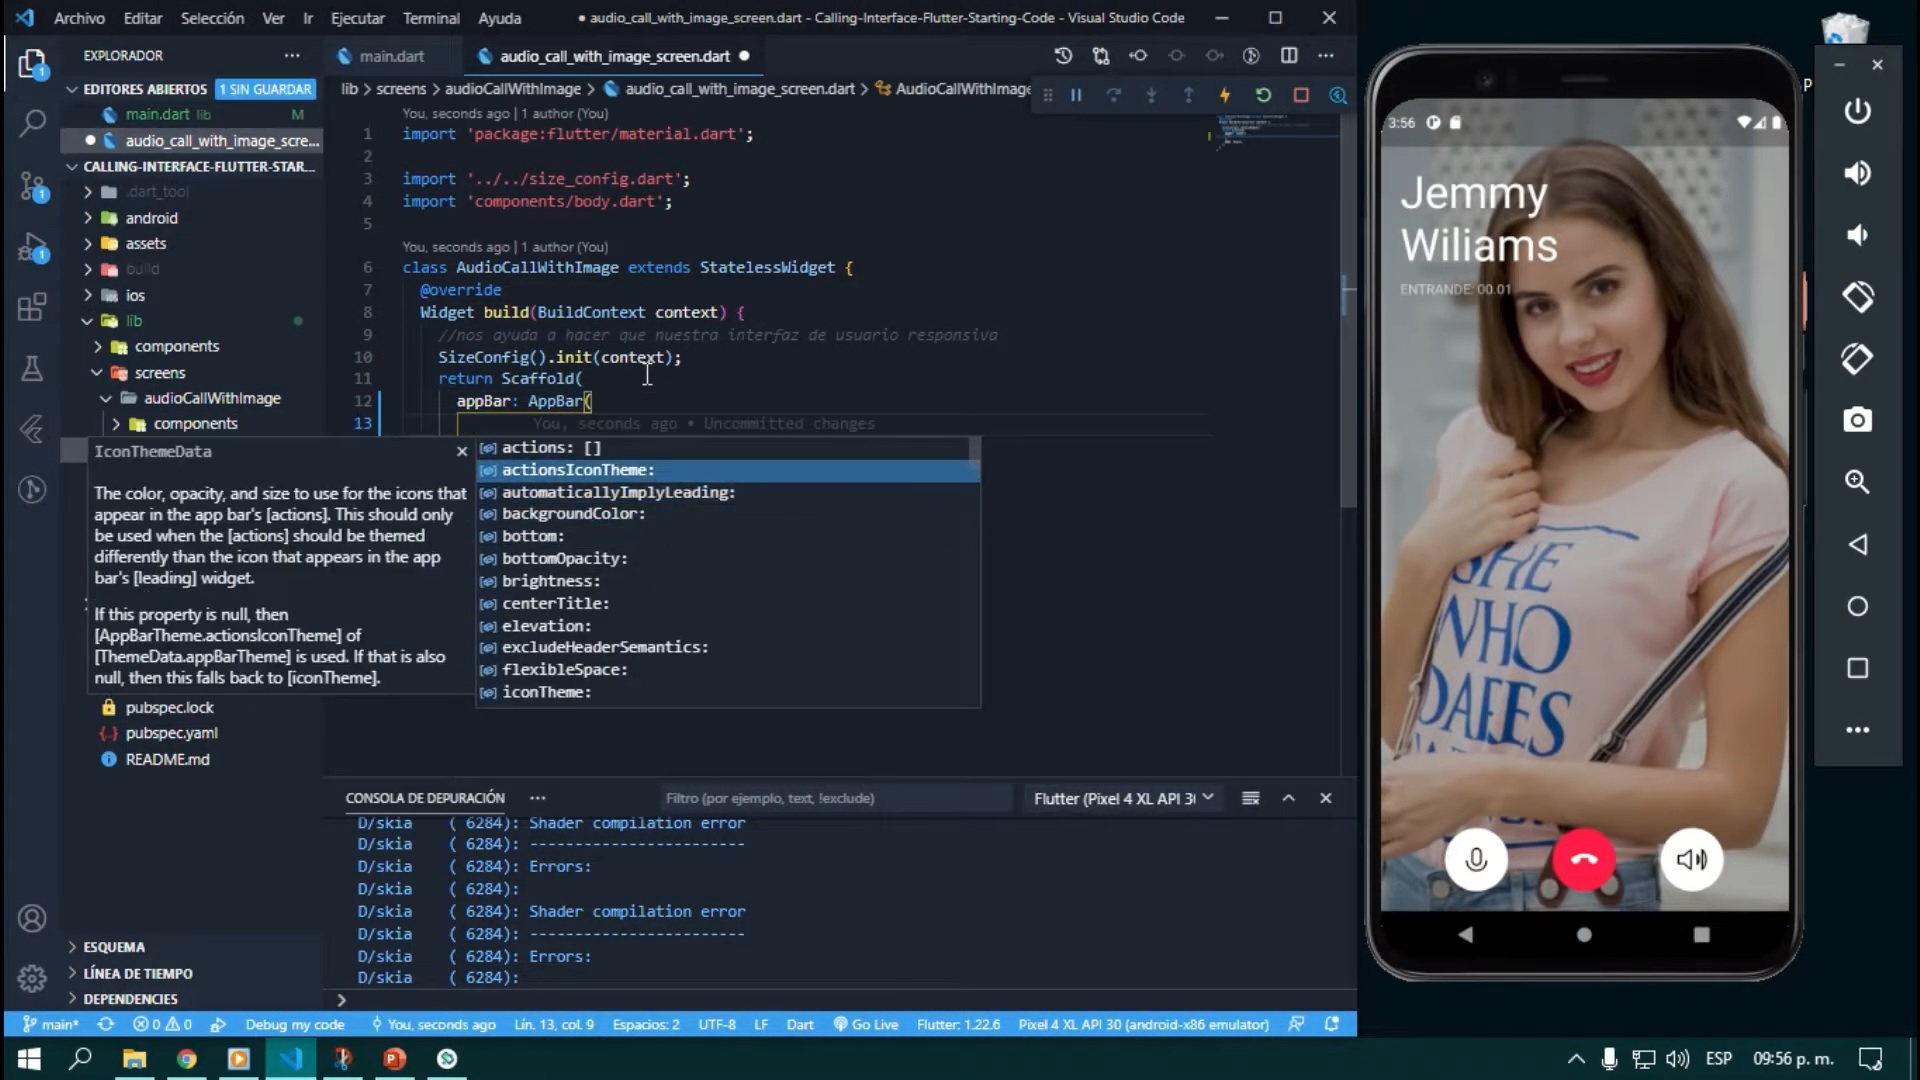 Archivo Editar Selección Ver Ir Ejecutar Terminal Ayuda
● audio_call_with_image_screen.dart - Calling-Interface-Flutter-Starting-Code - Visual Studio Code
EXPLORADOR
EDITORES ABIERTOS 1 SIN GUARDAR
main.dart lib M
audio_call_with_image_scre...
CALLING-INTERFACE-FLUTTER-STAR...
.dart_tool
android
assets
build
ios
lib
components
screens
audioCallWithImage
components
pubspec.lock
pubspec.yaml
README.md
ESQUEMA
LÍNEA DE TIEMPO
DEPENDENCIES
main.dart
audio_call_with_image_screen.dart
lib > screens > audioCallWithImage > audio_call_with_image_screen.dart > AudioCallWithImage
You, seconds ago | 1 author (You)
1 import 'package:flutter/material.dart';
2
3 import '../../size_config.dart';
4 import 'components/body.dart';
5
You, seconds ago | 1 author (You)
6 class AudioCallWithImage extends StatelessWidget {
7 @override
8 Widget build(BuildContext context) {
9 //nos ayuda a hacer que nuestra interfaz de usuario responsiva
10 SizeConfig().init(context);
11 return Scaffold(
12 appBar: AppBar(
13 You, seconds ago • Uncommitted changes
IconThemeData
The color, opacity, and size to use for the icons that
appear in the app bar's [actions]. This should only
be used when the [actions] should be themed
differently than the icon that appears in the app
bar's [leading] widget.
If this property is null, then
[AppBarTheme.actionsIconTheme] of
[ThemeData.appBarTheme] is used. If that is also
null, then this falls back to [iconTheme].
actions: []
actionsIconTheme:
automaticallyImplyLeading:
backgroundColor:
bottom:
bottomOpacity:
brightness:
centerTitle:
elevation:
excludeHeaderSemantics:
flexibleSpace:
iconTheme:
CONSOLA DE DEPURACIÓN
Filtro (por ejemplo, text, !exclude)
Flutter (Pixel 4 XL API 3
D/skia ( 6284): Shader compilation error
D/skia ( 6284): ------------------------
D/skia ( 6284): Errors:
D/skia ( 6284):
D/skia ( 6284): Shader compilation error
D/skia ( 6284): ------------------------
D/skia ( 6284): Errors:
D/skia ( 6284):
main* 0 0 Debug my code You, seconds ago Lín. 13, col. 9 Espacios: 2 UTF-8 LF Dart Go Live Flutter: 1.22.6 Pixel 4 XL API 30 (android-x86 emulator)
ESP 09:56 p. m.
3:56
Jemmy
Wiliams
ENTRANDE: 00.01
SHE
WHO
P